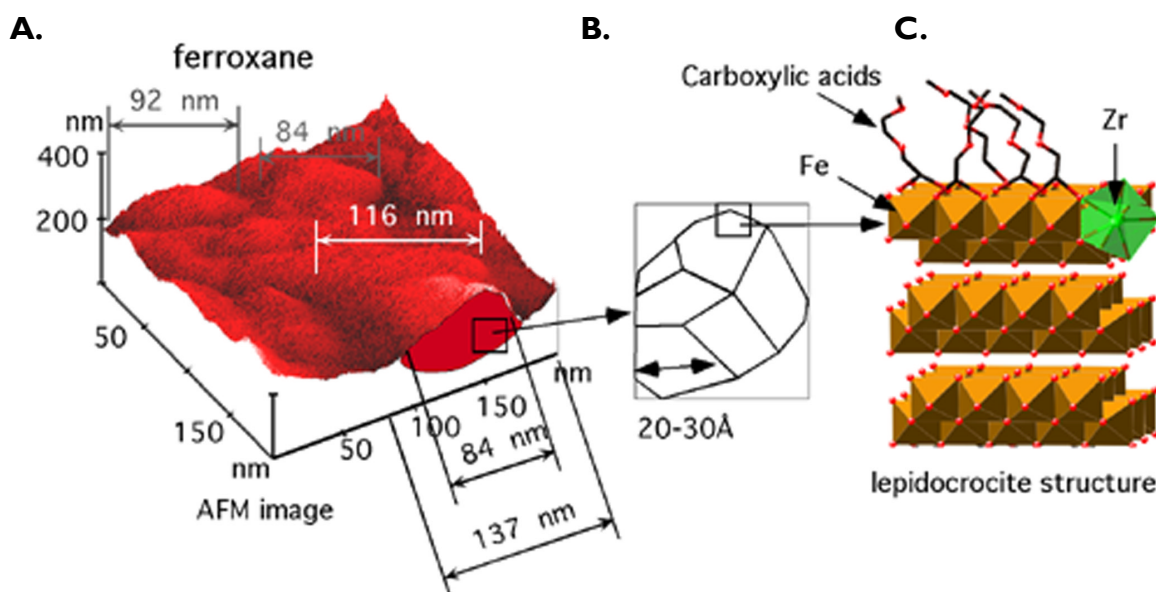 A.
B.
C.
ferroxane
Carboxylic acids
92 nm
nm
84 nm
Zr
400
Fe
200
116 nm
50
nm
150
150
100
20-30Å
nm
50
84 nm
lepidocrocite structure
AFM image
137 nm